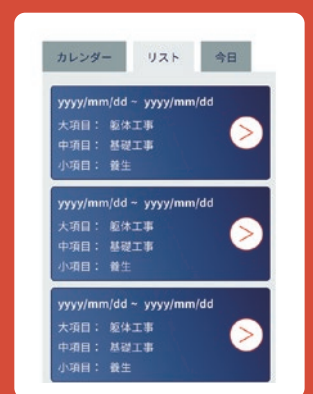 カレンダー リスト 今日
yyyy/mm/dd ~ yyyy/mm/dd
大項目： 躯体工事
中項目： 基礎工事
小項目： 養生
yyyy/mm/dd ~ yyyy/mm/dd
大項目： 躯体工事
中項目： 基礎工事
小項目： 養生
yyyy/mm/dd ~ yyyy/mm/dd
大項目： 躯体工事
中項目： 基礎工事
小項目： 養生